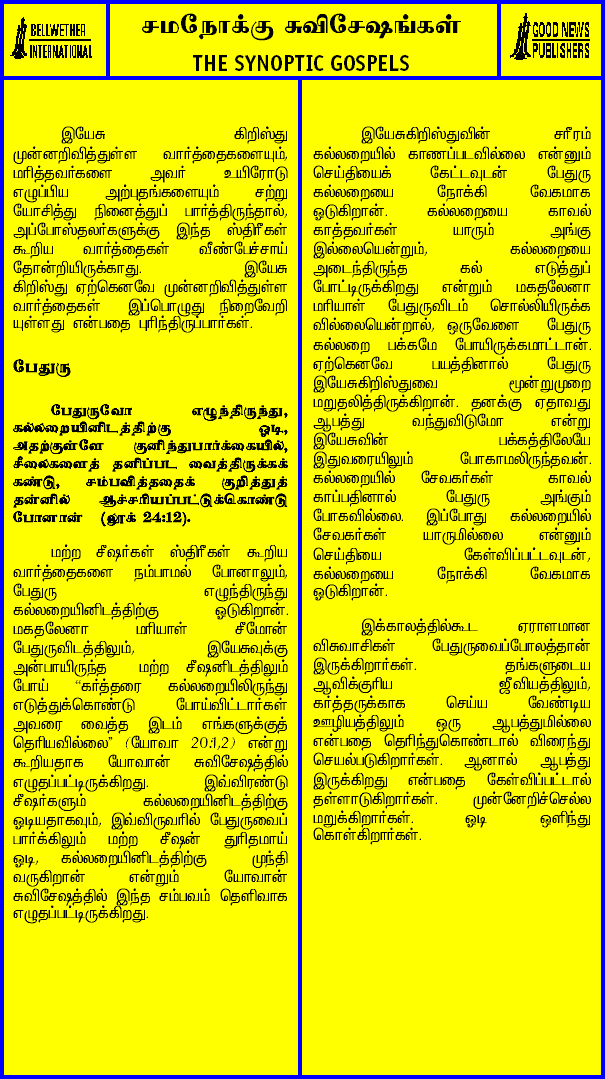 BELLWETHER
INTERNATIONAL
சமநோக்கு சுவிசேஷங்கள்
THE SYNOPTIC GOSPELS
GOOD NEWS
PUBLISHERS
இயேசு கிறிஸ்து
முன்னறிவித்துள்ள வார்த்தைகளையும்,
மரித்தவர்களை அவர் உயிரோடு
எழுப்பிய அற்புதங்களையும் சற்று
யோசித்து நினைத்துப் பார்த்திருந்தால்,
அப்போஸ்தலர்களுக்கு இந்த ஸ்திரீகள்
கூறிய வார்த்தைகள் வீண்பேச்சாய்
தோன்றியிருக்காது. இயேசு
கிறிஸ்து ஏற்கெனவே முன்னறிவித்துள்ள
வார்த்தைகள் இப்பொழுது நிறைவேறி
யுள்ளது என்பதை புரிந்திருப்பார்கள்.
பேதுரு
பேதுருவோ எழுந்திருந்து,
கல்லறையினிடத்திற்கு ஓடி,
அதற்குள்ளே குனிந்துபார்க்கையில்,
சீலைகளைத் தனிப்பட வைத்திருக்கக்
கண்டு, சம்பவித்ததைக் குறித்துத்
தன்னில் ஆச்சரியப்பட்டுக்கொண்டு
போனான் (லூக் 24:12).
மற்ற சீஷர்கள் ஸ்திரீகள் கூறிய
வார்த்தைகளை நம்பாமல் போனாலும்,
பேதுரு எழுந்திருந்து
கல்லறையினிடத்திற்கு ஓடுகிறான்.
மகதலேனா மரியாள் சீமோன்
பேதுருவிடத்திலும், இயேசுவுக்கு
அன்பாயிருந்த மற்ற சீஷனிடத்திலும்
போய் “கர்த்தரை கல்லறையிலிருந்து
எடுத்துக்கொண்டு போய்விட்டார்கள்
அவரை வைத்த இடம் எங்களுக்குத்
தெரியவில்லை” (யோவா 20:1,2) என்று
கூறியதாக யோவான் சுவிசேஷத்தில்
எழுதப்பட்டிருக்கிறது. இவ்விரண்டு
சீஷர்களும் கல்லறையினிடத்திற்கு
ஓடியதாகவும், இவ்விருவரில் பேதுருவைப்
பார்க்கிலும் மற்ற சீஷன் துரிதமாய்
ஓடி, கல்லறையினிடத்திற்கு முந்தி
வருகிறான் என்றும் யோவான்
சுவிசேஷத்தில் இந்த சம்பவம் தெளிவாக
எழுதப்பட்டிருக்கிறது.
இயேசுகிறிஸ்துவின் சரீரம்
கல்லறையில் காணப்படவில்லை என்னும்
செய்தியைக் கேட்டவுடன் பேதுரு
கல்லறையை நோக்கி வேகமாக
ஓடுகிறான். கல்லறையை காவல்
காத்தவர்கள் யாரும் அங்கு
இல்லையென்றும், கல்லறையை
அடைந்திருந்த கல் எடுத்துப்
போட்டிருக்கிறது என்றும் மகதலேனா
மரியாள் பேதுருவிடம் சொல்லியிருக்க
வில்லையென்றால், ஒருவேளை பேதுரு
கல்லறை பக்கமே போயிருக்கமாட்டான்.
ஏற்கெனவே பயத்தினால் பேதுரு
இயேசுகிறிஸ்துவை மூன்றுமுறை
மறுதலித்திருக்கிறான். தனக்கு ஏதாவது
ஆபத்து வந்துவிடுமோ என்று
இயேசுவின் பக்கத்திலேயே
இதுவரையிலும் போகாமலிருந்தவன்.
கல்லறையில் சேவகர்கள் காவல்
காப்பதினால் பேதுரு அங்கும்
போகவில்லை. இப்போது கல்லறையில்
சேவகர்கள் யாருமில்லை என்னும்
செய்தியை கேள்விப்பட்டவுடன்,
கல்லறையை நோக்கி வேகமாக
ஓடுகிறான்.
இக்காலத்தில்கூட ஏராளமான
விசுவாசிகள் பேதுருவைப்போலத்தான்
இருக்கிறார்கள். தங்களுடைய
ஆவிக்குரிய ஜீவியத்திலும்,
கர்த்தருக்காக செய்ய வேண்டிய
ஊழியத்திலும் ஒரு ஆபத்துமில்லை
என்பதை தெரிந்துகொண்டால் விரைந்து
செயல்படுகிறார்கள். ஆனால் ஆபத்து
இருக்கிறது என்பதை கேள்விப்பட்டால்
தள்ளாடுகிறார்கள். முன்னேறிச்செல்ல
மறுக்கிறார்கள். ஓடி ஒளிந்து
கொள்கிறார்கள்.